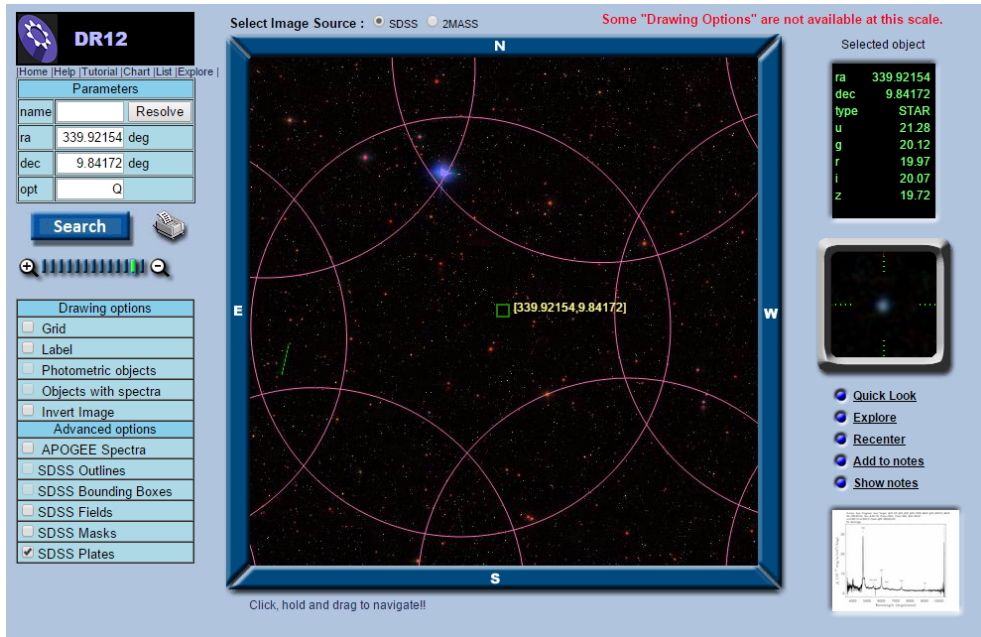 DR12
|Home |Help |Tutorial |Chart |List |Explore |
Parameters
name Resolve
ra 339.92154 deg
dec 9.84172 deg
opt Q
Search
Drawing options
Grid
Label
Photometric objects
Objects with spectra
Invert Image
Advanced options
APOGEE Spectra
SDSS Outlines
SDSS Bounding Boxes
SDSS Fields
SDSS Masks
SDSS Plates
Select Image Source : SDSS 2MASS
Some "Drawing Options" are not available at this scale.
N
E
[339.92154,9.84172]
W
S
Click, hold and drag to navigate!!
Selected object
ra 339.92154
dec 9.84172
type STAR
u 21.28
g 20.12
r 19.97
i 20.07
z 19.72
Quick Look
Explore
Recenter
Add to notes
Show notes